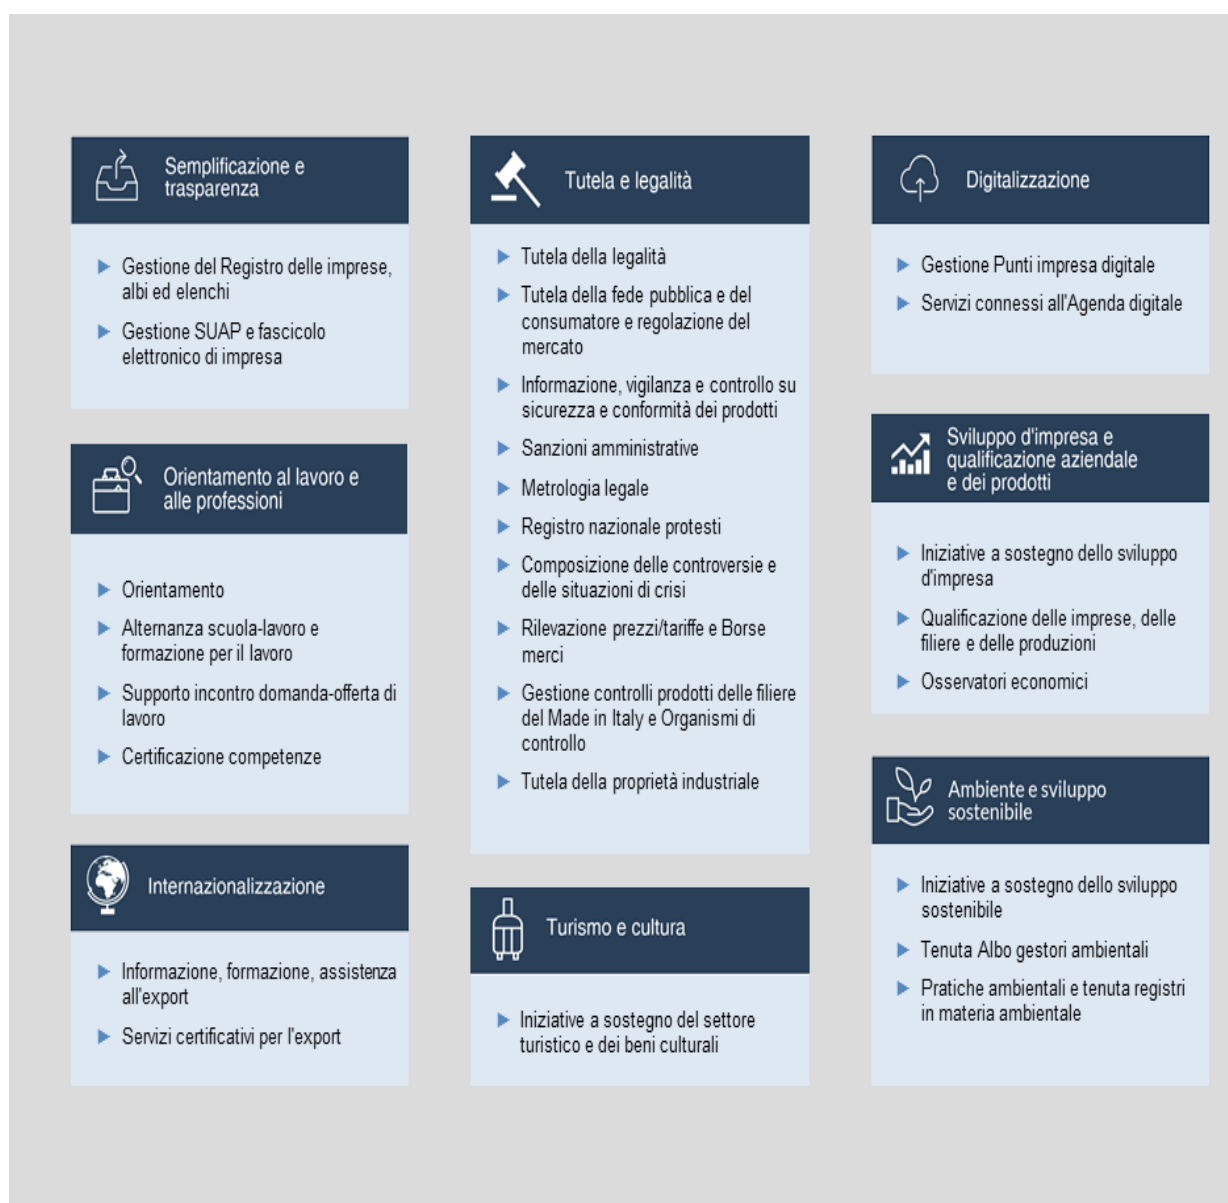 Semplificazione e
trasparenza
Gestione del Registro delle imprese,
albi ed elenchi
Gestione SUAP e fascicolo
elettronico di impresa
Orientamento al lavoro e
alle professioni
Orientamento
Alternanza scuola-lavoro e
formazione per il lavoro
Supporto incontro domanda-offerta di
lavoro
Certificazione competenze
Internazionalizzazione
Informazione, formazione, assistenza
all'export
Servizi certificativi per l'export
Tutela e legalità
Tutela della legalità
Tutela della fede pubblica e del
consumatore e regolazione del
mercato
Informazione, vigilanza e controllo su
sicurezza e conformità dei prodotti
Sanzioni amministrative
Metrologia legale
Registro nazionale protesti
Composizione delle controversie e
delle situazioni di crisi
Rilevazione prezzi/tariffe e Borse
merci
Gestione controlli prodotti delle filiere
del Made in Italy e Organismi di
controllo
Tutela della proprietà industriale
Turismo e cultura
Iniziative a sostegno del settore
turistico e dei beni culturali
Digitalizzazione
Gestione Punti impresa digitale
Servizi connessi all'Agenda digitale
Sviluppo d'impresa e
qualificazione aziendale
e dei prodotti
Iniziative a sostegno dello sviluppo
d'impresa
Qualificazione delle imprese, delle
filiere e delle produzioni
Osservatori economici
Ambiente e sviluppo
sostenibile
Iniziative a sostegno dello sviluppo
sostenibile
Tenuta Albo gestori ambientali
Pratiche ambientali e tenuta registri
in materia ambientale